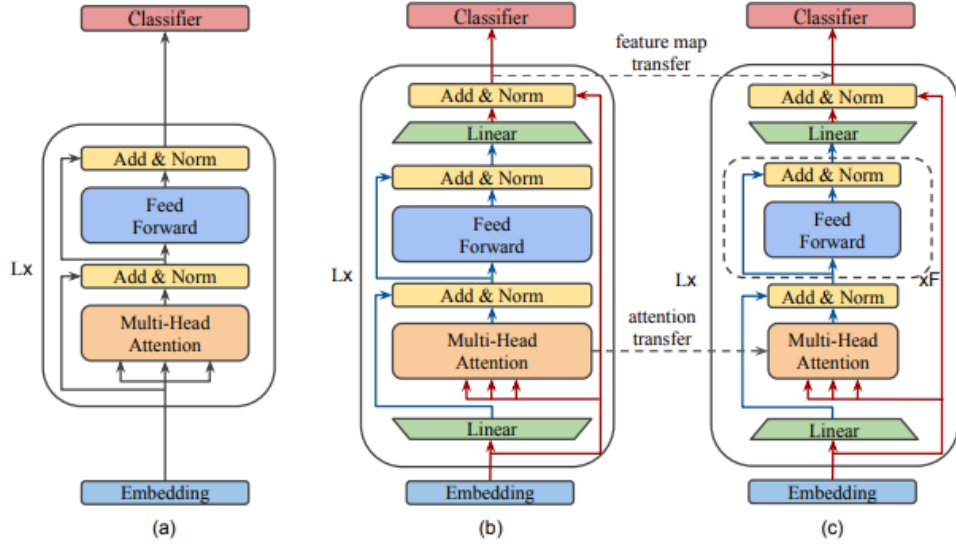 Classifier
Add & Norm
Feed
Forward
Lx
Add & Norm
Multi-Head
Attention
Embedding
(a)
Classifier
feature map
transfer
Add & Norm
Linear
Add & Norm
Feed
Forward
Lx
Add & Norm
attention
transfer
Multi-Head
Attention
Linear
Embedding
(b)
Classifier
Add & Norm
Linear
Add & Norm
Feed
Forward
Lx
xF
Add & Norm
Multi-Head
Attention
Linear
Embedding
(c)